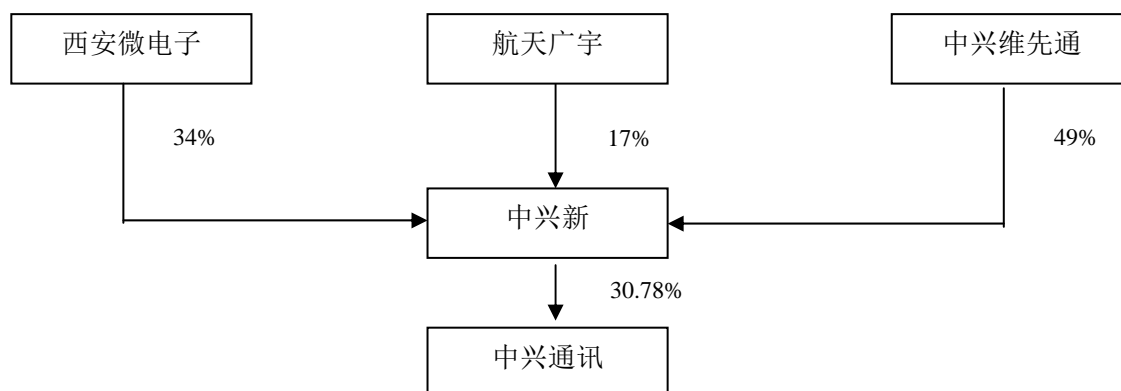 西安微电子
航天广宇
中兴维先通
34%
17%
49%
中兴新
30.78%
中兴通讯